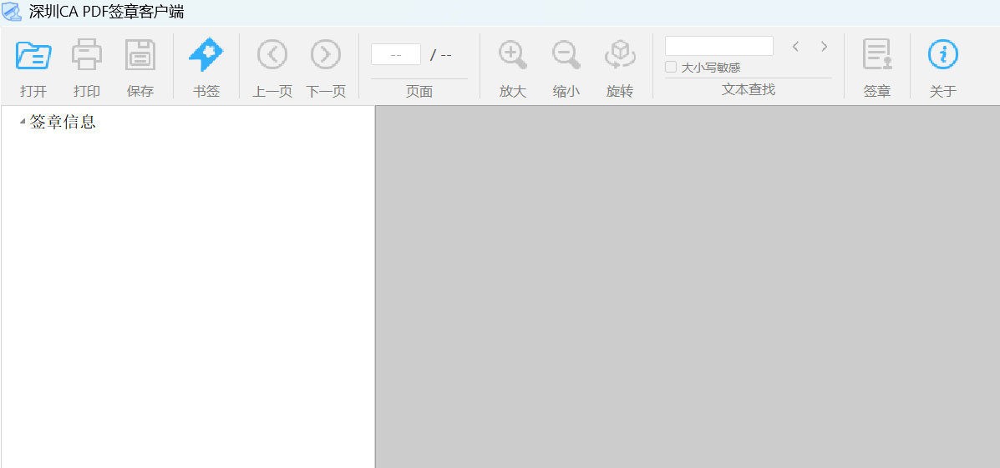 深圳CA PDF签章客户端
-- / --
大小写敏感
打开 打印 保存 书签 上一页 下一页 页面 放大 缩小 旋转 文本查找 签章 关于
签章信息